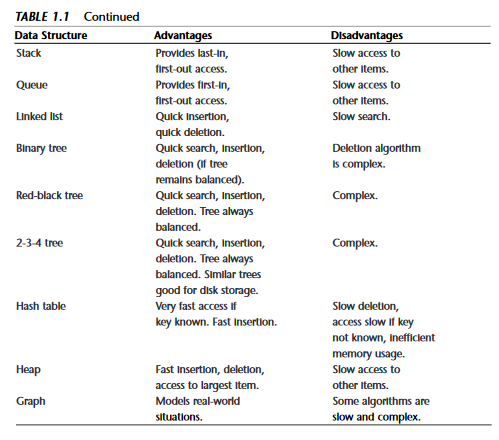 TABLE 1.1 Continued
Data Structure Advantages Disadvantages
Stack Provides last-in, Slow access to
first-out access. other items.
Queue Provides first-in, Slow access to
first-out access. other items.
Linked list Quick insertion, Slow search.
quick deletion.
Binary tree Quick search, insertion, Deletion algorithm
deletion (if tree is complex.
remains balanced).
Red-black tree Quick search, insertion, Complex.
deletion. Tree always
balanced.
2-3-4 tree Quick search, insertion, Complex.
deletion. Tree always
balanced. Similar trees
good for disk storage.
Hash table Very fast access if Slow deletion,
key known. Fast insertion. access slow if key
not known, inefficient
memory usage.
Heap Fast insertion, deletion, Slow access to
access to largest item. other items.
Graph Models real-world Some algorithms are
situations. slow and complex.